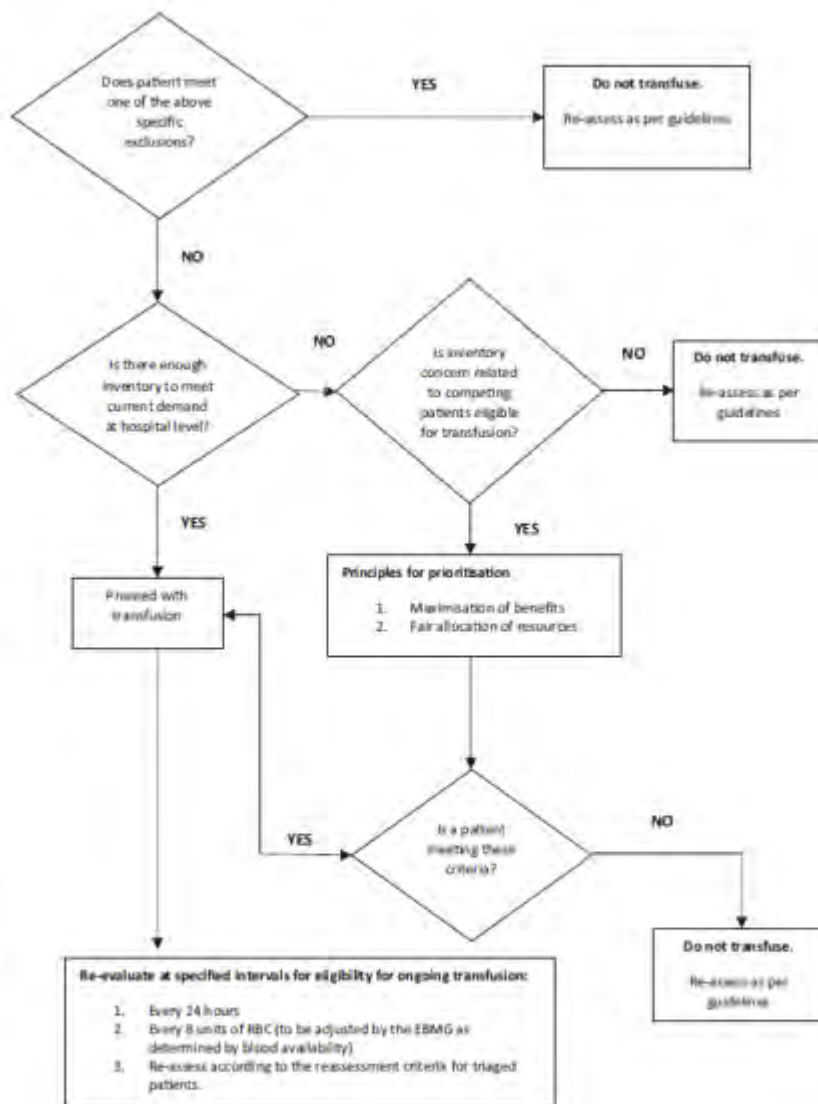 Does patient meet
one of the above
specific
exclusions?
YES
Do not transfuse.
Re-assess as per guidelines
NO
Is there enough
inventory to meet
current demand
at hospital level?
NO
Is inventory
concern related
to competing
patients eligible
for transfusion?
NO
Do not transfuse.
Re-assess as per
guidelines
YES
YES
Proceed with
transfusion
Principles for prioritisation
1. Maximisation of benefits
2. Fair allocation of resources
YES
Is a patient
meeting these
criteria?
NO
Do not transfuse.
Re-assess as per
guidelines
Re-evaluate at specified intervals for eligibility for ongoing transfusion:
1. Every 24 hours
2. Every 8 units of RBC (to be adjusted by the EBMG as
determined by blood availability)
3. Re-assess according to the reassessment criteria for triaged
patients.